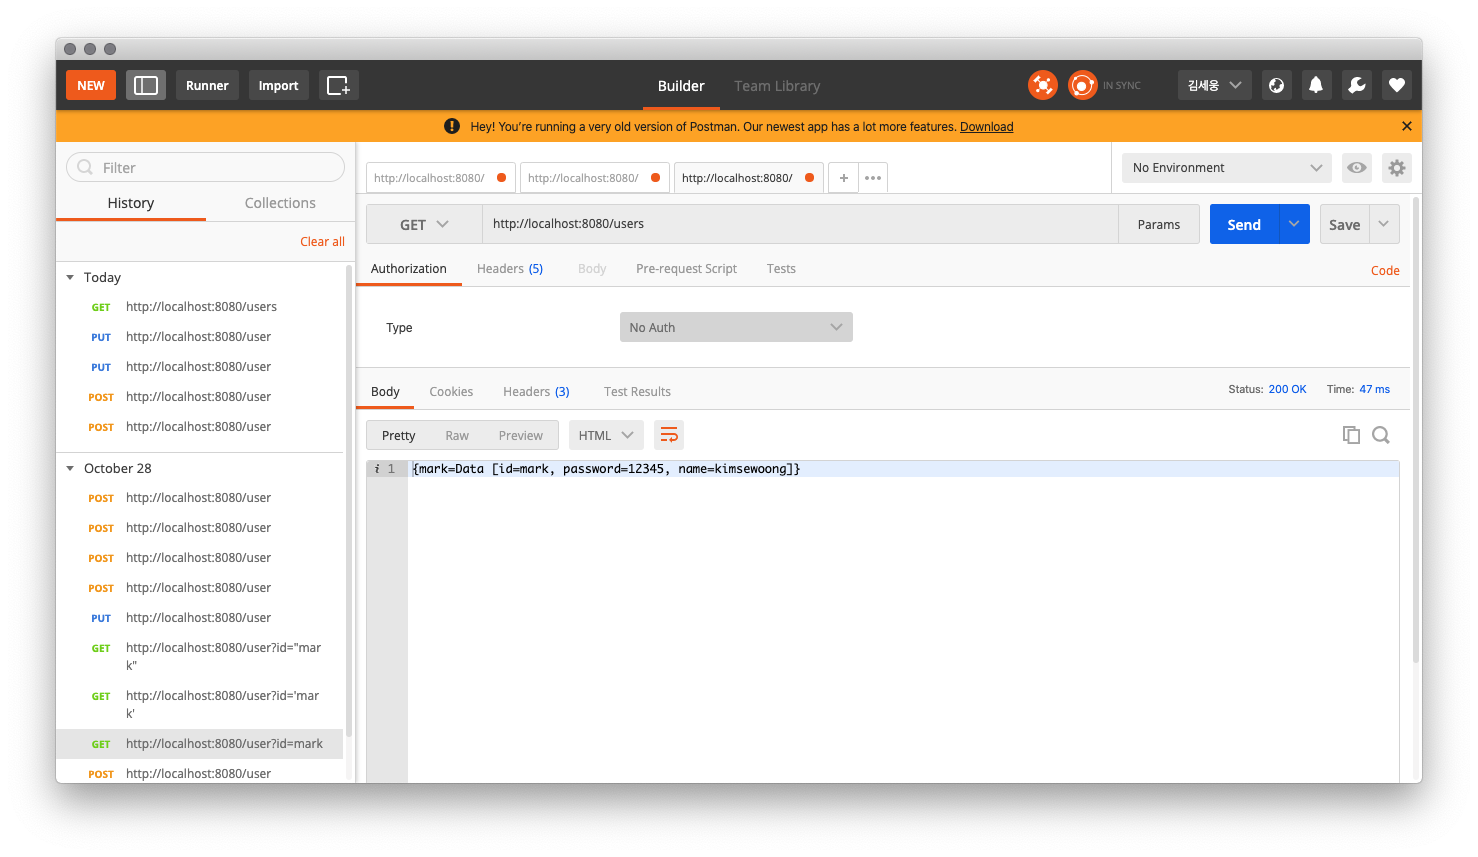 NEW
Runner
Import
Builder
Team Library
IN SYNC
김세웅
Hey! You're running a very old version of Postman. Our newest app has a lot more features. Download
Filter
History
Collections
Clear all
Today
GET http://localhost:8080/users
PUT http://localhost:8080/user
PUT http://localhost:8080/user
POST http://localhost:8080/user
POST http://localhost:8080/user
October 28
POST http://localhost:8080/user
POST http://localhost:8080/user
POST http://localhost:8080/user
POST http://localhost:8080/user
PUT http://localhost:8080/user
GET http://localhost:8080/user?id="mar
k"
GET http://localhost:8080/user?id='mar
k'
GET http://localhost:8080/user?id=mark
POST http://localhost:8080/user
http://localhost:8080/
http://localhost:8080/
http://localhost:8080/
No Environment
GET
http://localhost:8080/users
Params
Send
Save
Authorization
Headers (5)
Body
Pre-request Script
Tests
Code
Type
No Auth
Body
Cookies
Headers (3)
Test Results
Status: 200 OK
Time: 47 ms
Pretty
Raw
Preview
HTML
i 1 {mark=Data [id=mark, password=12345, name=kimsewoong]}